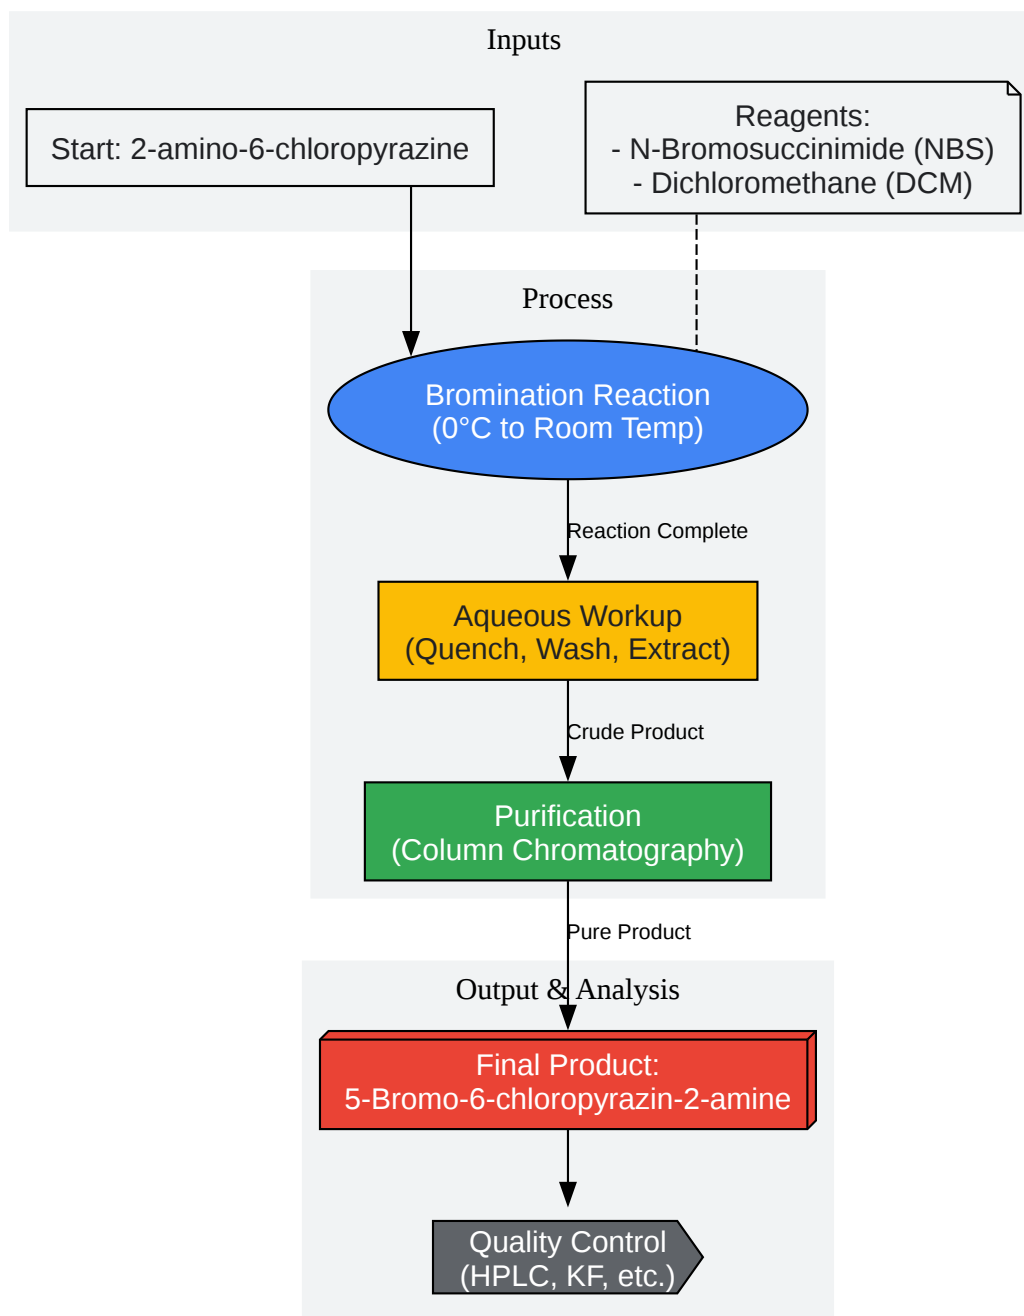 Inputs
Start: 2-amino-6-chloropyrazine
Reagents:
- N-Bromosuccinimide (NBS)
- Dichloromethane (DCM)
Process
Bromination Reaction
(0°C to Room Temp)
Reaction Complete
Aqueous Workup
(Quench, Wash, Extract)
Crude Product
Purification
(Column Chromatography)
Pure Product
Output & Analysis
Final Product:
5-Bromo-6-chloropyrazin-2-amine
Quality Control
(HPLC, KF, etc.)